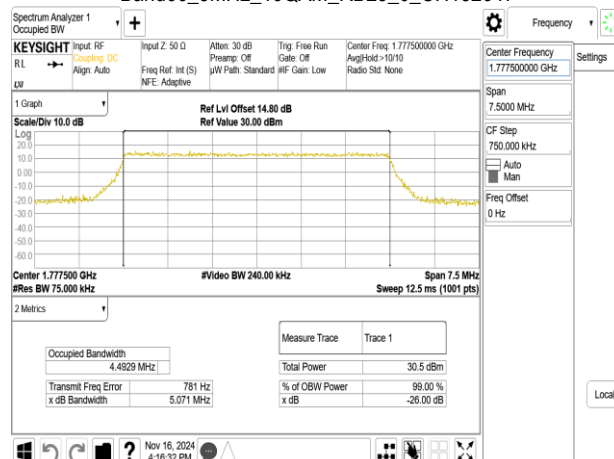 Spectrum Analyzer 1
Occupied BW
Frequency
KEYSIGHT
Input: RF
Coupling: DC
Align: Auto
RL
LXI
Input Z: 50 Ω
Freq Ref: Int (S)
NFE: Adaptive
Atten: 30 dB
Preamp: Off
µW Path: Standard
Trig: Free Run
Gate: Off
#IF Gain: Low
Center Freq: 1.777500000 GHz
Avg|Hold:>10/10
Radio Std: None
Center Frequency
1.777500000 GHz
Settings
Span
7.5000 MHz
CF Step
750.000 kHz
Auto
Man
Freq Offset
0 Hz
1 Graph
Scale/Div 10.0 dB
Ref Lvl Offset 14.80 dB
Ref Value 30.00 dBm
Log
20.0
10.0
0.00
-10.0
-20.0
-30.0
-40.0
-50.0
-60.0
Center 1.777500 GHz
#Res BW 75.000 kHz
#Video BW 240.00 kHz
Span 7.5 MHz
Sweep 12.5 ms (1001 pts)
2 Metrics
Measure Trace
Trace 1
Occupied Bandwidth
4.4929 MHz
Total Power
30.5 dBm
Transmit Freq Error
781 Hz
% of OBW Power
99.00 %
x dB Bandwidth
5.071 MHz
x dB
-26.00 dB
Local
?
Nov 16, 2024
4:16:32 PM